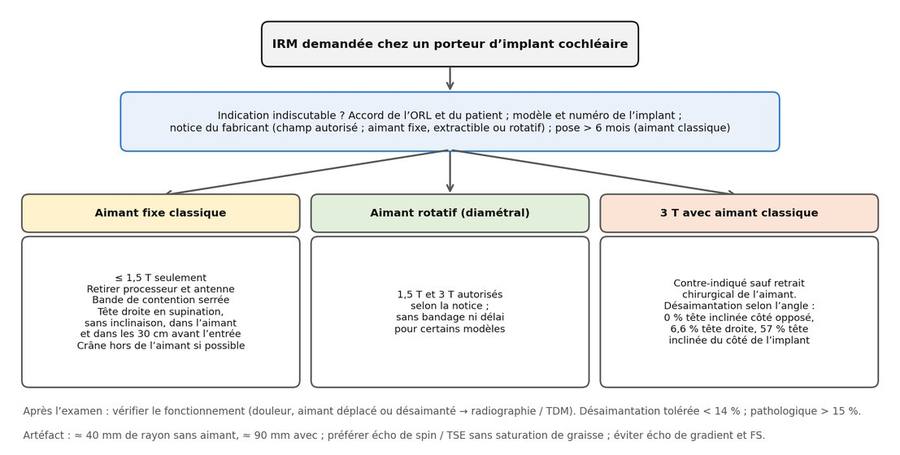 IRM demandée chez un porteur d’implant cochléaire
Indication indiscutable ? Accord de l’ORL et du patient ; modèle et numéro de l’implant ;
notice du fabricant (champ autorisé ; aimant fixe, extractible ou rotatif) ; pose > 6 mois (aimant classique)
Aimant fixe classique
≤ 1,5 T seulement
Retirer processeur et antenne
Bande de contention serrée
Tête droite en supination,
sans inclinaison, dans l’aimant
et dans les 30 cm avant l’entrée
Crâne hors de l’aimant si possible
Aimant rotatif (diamétral)
1,5 T et 3 T autorisés
selon la notice ;
sans bandage ni délai
pour certains modèles
3 T avec aimant classique
Contre-indiqué sauf retrait
chirurgical de l’aimant.
Désaimantation selon l’angle :
0 % tête inclinée côté opposé,
6,6 % tête droite, 57 % tête
inclinée du côté de l’implant
Après l’examen : vérifier le fonctionnement (douleur, aimant déplacé ou désaimanté → radiographie / TDM). Désaimantation tolérée < 14 % ; pathologique > 15 %.
Artéfact : ≈ 40 mm de rayon sans aimant, ≈ 90 mm avec ; préférer écho de spin / TSE sans saturation de graisse ; éviter écho de gradient et FS.